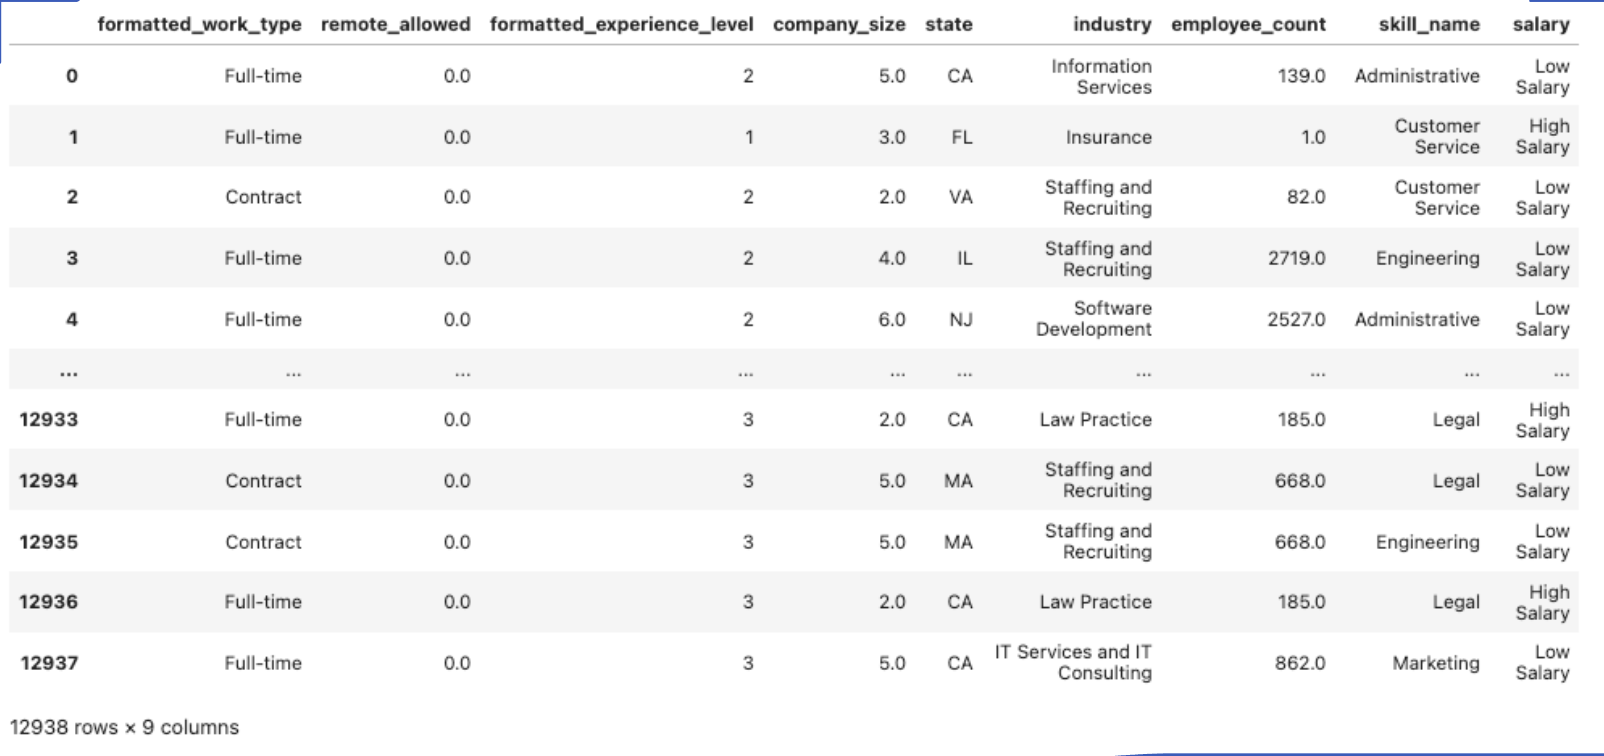 formatted_work_type remote_allowed formatted_experience_level company_size state industry employee_count skill_name salary
0 Full-time 0.0 2 5.0 CA Information Services 139.0 Administrative Low Salary
1 Full-time 0.0 1 3.0 FL Insurance 1.0 Customer Service High Salary
2 Contract 0.0 2 2.0 VA Staffing and Recruiting 82.0 Customer Service Low Salary
3 Full-time 0.0 2 4.0 IL Staffing and Recruiting 2719.0 Engineering Low Salary
4 Full-time 0.0 2 6.0 NJ Software Development 2527.0 Administrative Low Salary
... ... ... ... ... ... ... ... ... ...
12933 Full-time 0.0 3 2.0 CA Law Practice 185.0 Legal High Salary
12934 Contract 0.0 3 5.0 MA Staffing and Recruiting 668.0 Legal Low Salary
12935 Contract 0.0 3 5.0 MA Staffing and Recruiting 668.0 Engineering Low Salary
12936 Full-time 0.0 3 2.0 CA Law Practice 185.0 Legal High Salary
12937 Full-time 0.0 3 5.0 CA IT Services and IT Consulting 862.0 Marketing Low Salary
12938 rows × 9 columns